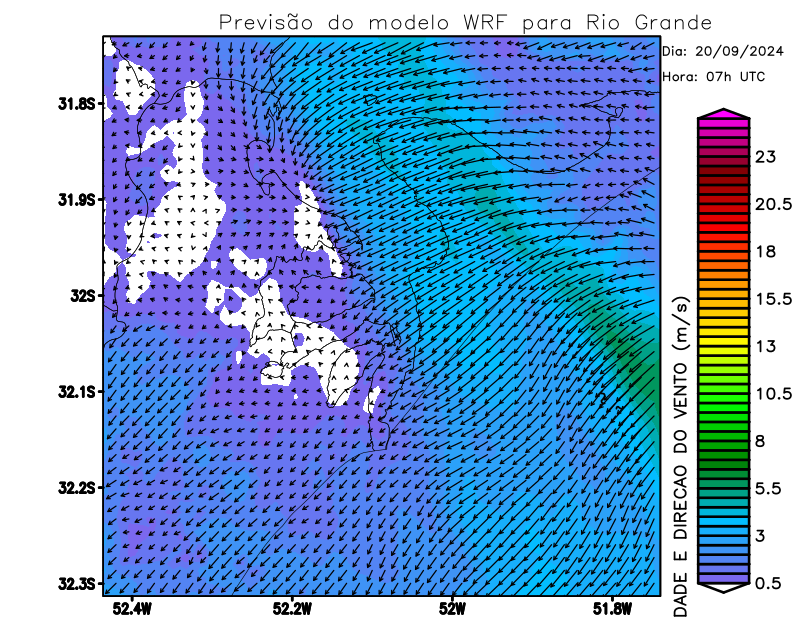 Previsão do modelo WRF para Rio Grande
Dia: 20/09/2024
Hora: 07h UTC
31.8S
31.9S
32S
32.1S
32.2S
32.3S
52.4W
52.2W
52W
51.8W
23
20.5
18
15.5
13
10.5
8
5.5
3
0.5
DADE E DIRECAO DO VENTO (m/s)